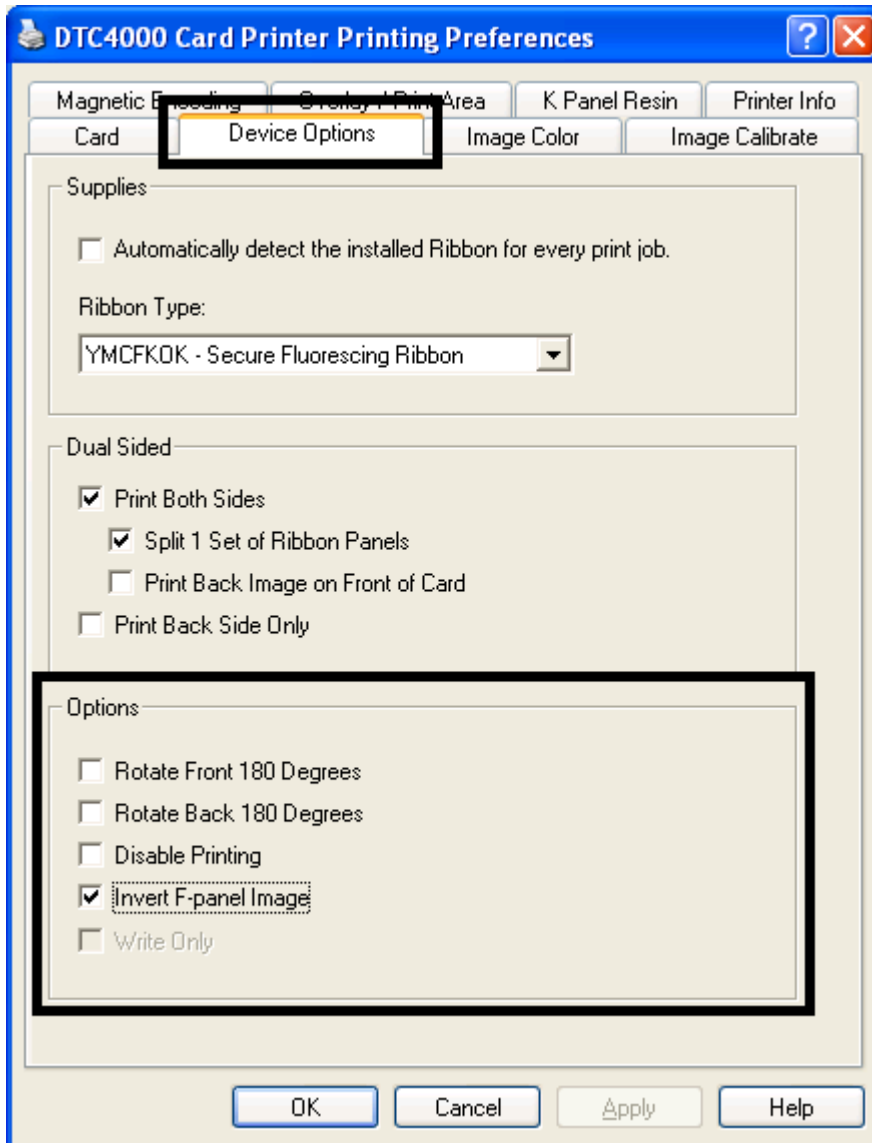 DTC4000 Card Printer Printing Preferences
Magnetic Encoding Overlay / Print Area K Panel Resin Printer Info
Card Device Options Image Color Image Calibrate
Supplies
Automatically detect the installed Ribbon for every print job.
Ribbon Type:
YMCFKOK - Secure Fluorescing Ribbon
Dual Sided
Print Both Sides
Split 1 Set of Ribbon Panels
Print Back Image on Front of Card
Print Back Side Only
Options
Rotate Front 180 Degrees
Rotate Back 180 Degrees
Disable Printing
Invert F-panel Image
Write Only
OK Cancel Apply Help